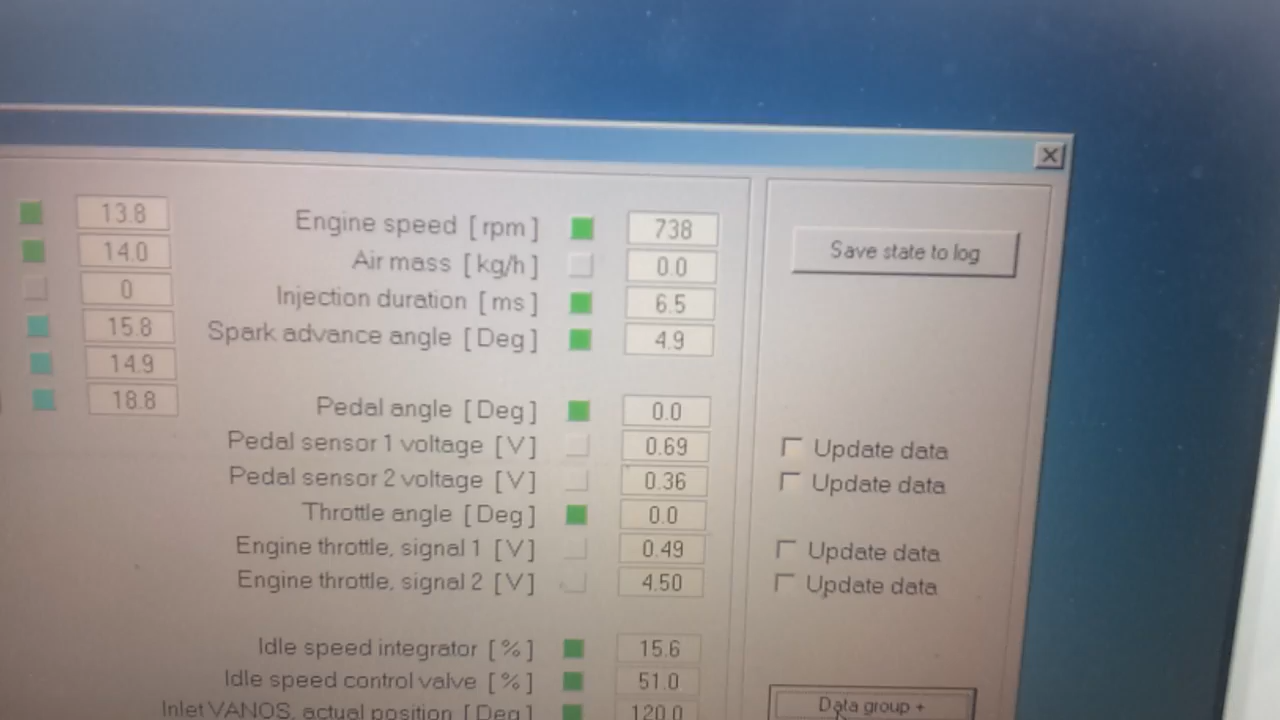 13.8 Engine speed [rpm] 738
14.0 Air mass [kg/h] 0.0 Save state to log
0 Injection duration [ms] 6.5
15.8 Spark advance angle [Deg] 4.9
14.9
18.8 Pedal angle [Deg] 0.0
Pedal sensor 1 voltage [V] 0.69 Update data
Pedal sensor 2 voltage [V] 0.36 Update data
Throttle angle [Deg] 0.0
Engine throttle, signal 1 [V] 0.49 Update data
Engine throttle, signal 2 [V] 4.50 Update data
Idle speed integrator [%] 15.6
Idle speed control valve [%] 51.0
Inlet VANOS, actual position [Deg] 120.0 Data group +